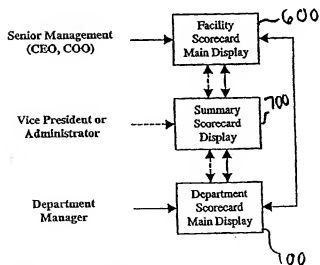 Senior Management
(CEO, COO)
Facility
Scorecard
Main Display
600
Vice President or
Administrator
Summary
Scorecard
Display
700
Department
Manager
Department
Scorecard
Main Display
100